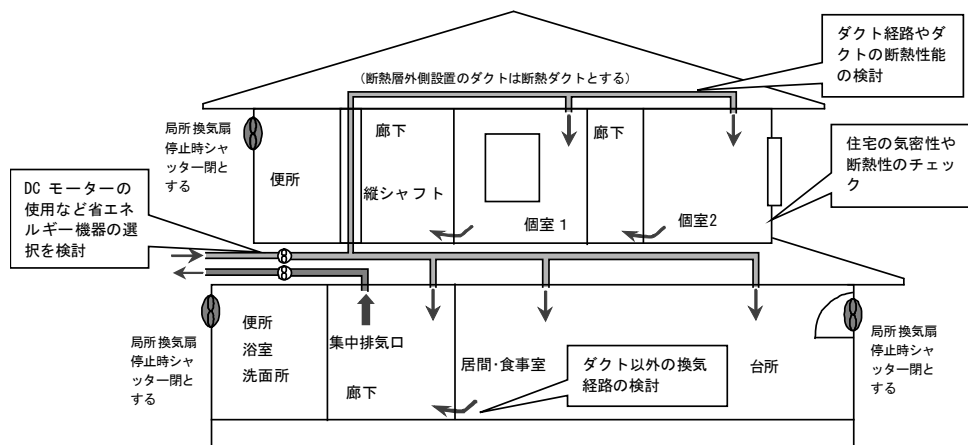 ダクト経路やダ
クトの断熱性能
の検討
(断熱層外側設置のダクトは断熱ダクトとする)
局所換気扇
停止時シャ
ッター閉と
する
便所
廊下
縦シャフト
個室1
廊下
個室2
住宅の気密性や
断熱性のチェッ
ク
DC モーターの
使用など省エネ
ルギー機器の選
択を検討
局所換気扇
停止時シャ
ッター閉と
する
便所
浴室
洗面所
集中排気口
廊下
居間・食事室
ダクト以外の換気
経路の検討
台所
局所換気扇
停止時シャ
ッター閉と
する